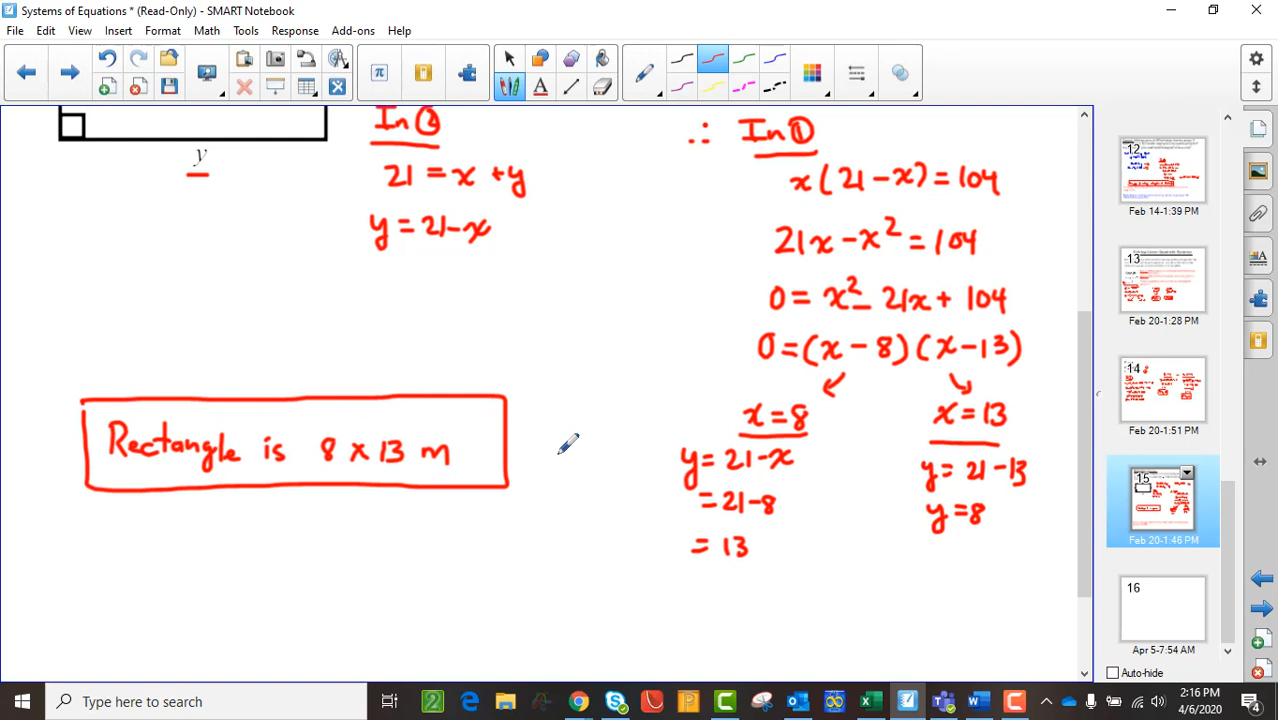 Systems of Equations * (Read-Only) - SMART Notebook
File Edit View Insert Format Math Tools Response Add-ons Help
y
In ②
21 = x + y
y = 21 - x
∴ In ①
x(21 - x) = 104
21x - x² = 104
0 = x² - 21x + 104
0 = (x - 8)(x - 13)
x = 8
y = 21 - x
= 21 - 8
= 13
x = 13
y = 21 - 13
y = 8
Rectangle is 8 x 13 m
12
Feb 14-1:39 PM
13
Feb 20-1:28 PM
14
Feb 20-1:51 PM
15
Feb 20-1:46 PM
16
Apr 5-7:54 AM
Auto-hide
Type here to search
2:16 PM
4/6/2020
4